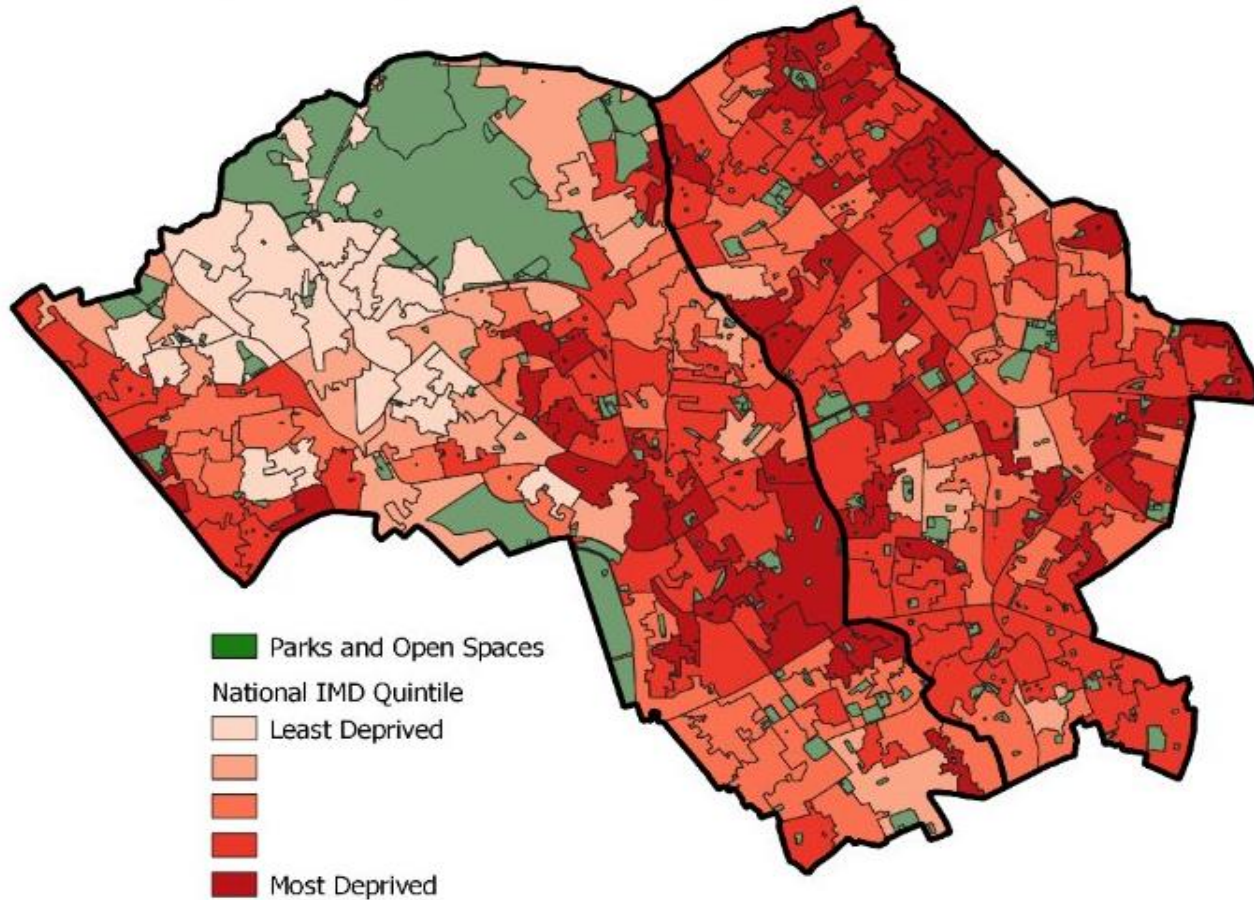 Parks and Open Spaces
National IMD Quintile
Least Deprived
Most Deprived